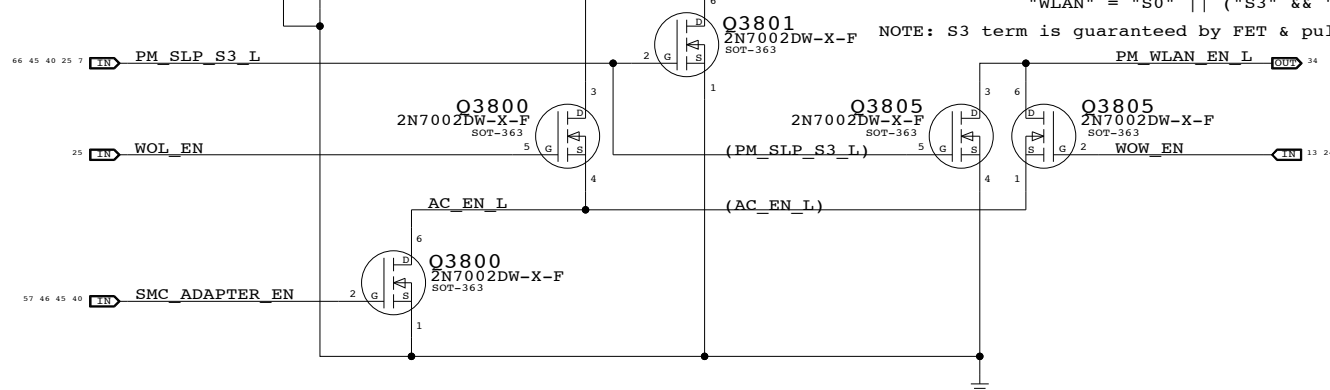 "WLAN" = "S0" || ("S3" && "
6
Q3801
2N7002DW-X-F
SOT-363
NOTE: S3 term is guaranteed by FET & pul
D
66 45 40 25 7 IN PM_SLP_S3_L
2 G S
PM_WLAN_EN_L OUT 34
1
3
Q3800
2N7002DW-X-F
SOT-363
D
3
Q3805
2N7002DW-X-F
SOT-363
D
6
Q3805
2N7002DW-X-F
SOT-363
D
25 IN WOL_EN
5 G S
(PM_SLP_S3_L)
5 G S
S G 2
WOW_EN
IN 13 2
4
4
1
AC_EN_L
(AC_EN_L)
6
Q3800
2N7002DW-X-F
SOT-363
D
57 46 45 40 IN SMC_ADAPTER_EN
2 G S
1